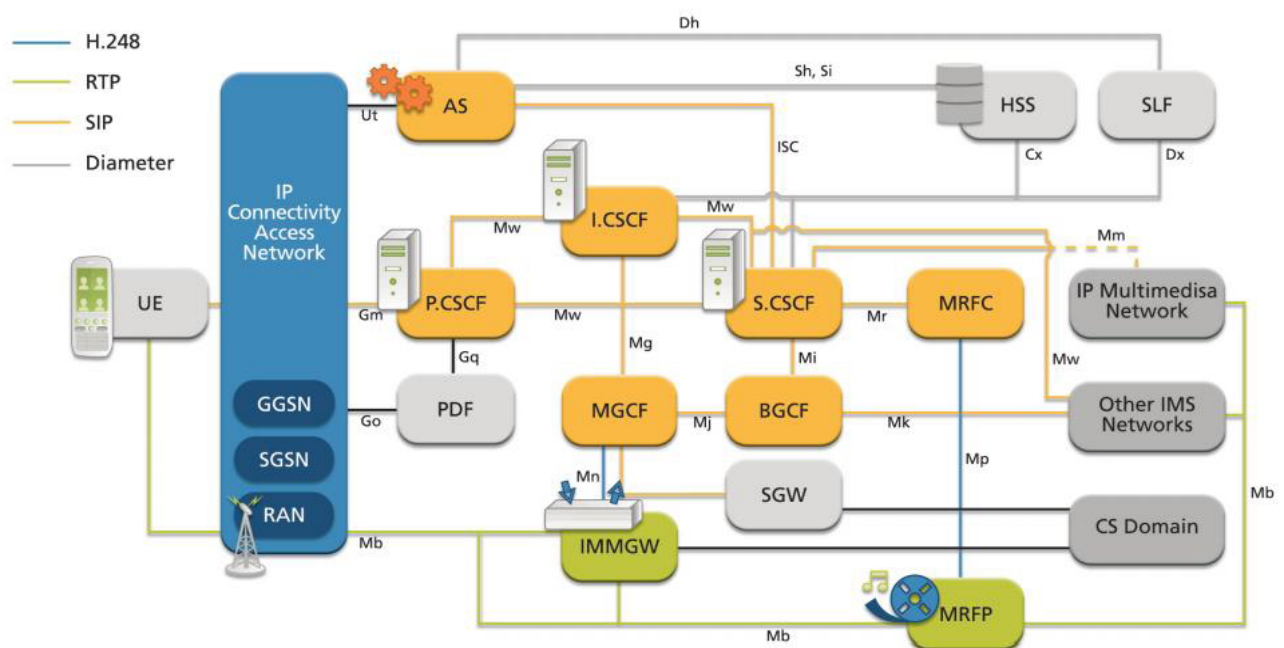 Dh
H.248
RTP
SIP
Diameter
Sh, Si
AS
HSS
SLF
Ut
ISC
Cx
Dx
IP
Connectivity
Access
Network
I.CSCF
Mw
Mw
Mm
UE
Gm
P.CSCF
Mw
S.CSCF
Mr
MRFC
IP Multimedisa
Network
Gq
Mg
Mi
Mw
GGSN
Go
PDF
MGCF
Mj
BGCF
Mk
Other IMS
Networks
SGSN
Mn
SGW
Mp
Mb
RAN
Mb
IMMGW
CS Domain
Mb
MRFP